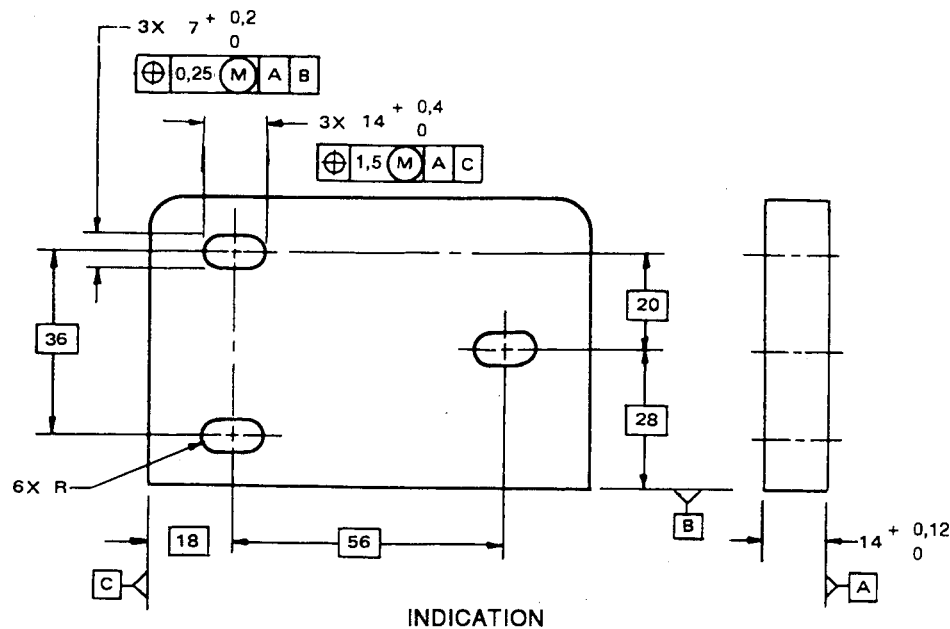 3X 7 + 0,2
0
⌖ 0,25 Ⓜ A B
3X 14 + 0,4
0
⌖ 1,5 Ⓜ A C
20
36
28
6X R
B
18
56
14 + 0,12
0
C
A
INDICATION